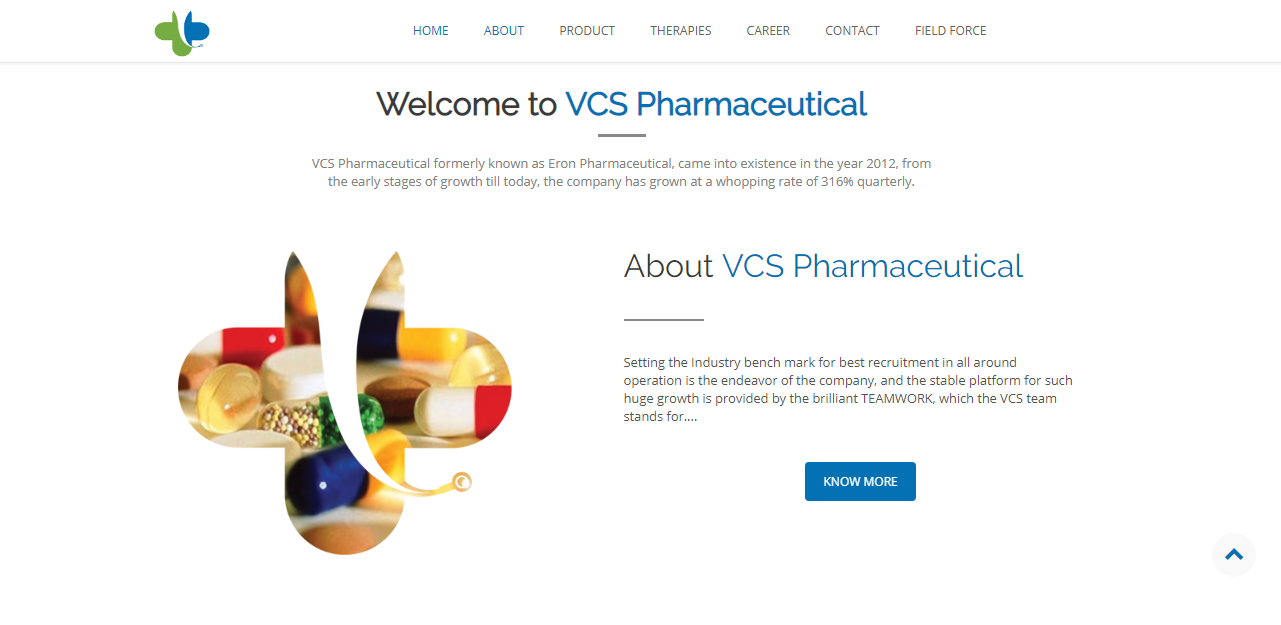 HOME ABOUT PRODUCT THERAPIES CAREER CONTACT FIELD FORCE
Welcome to VCS Pharmaceutical
VCS Pharmaceutical formerly known as Eron Pharmaceutical, came into existence in the year 2012, from
the early stages of growth till today, the company has grown at a whopping rate of 316% quarterly.
About VCS Pharmaceutical
Setting the Industry bench mark for best recruitment in all around
operation is the endeavor of the company, and the stable platform for such
huge growth is provided by the brilliant TEAMWORK, which the VCS team
stands for....
KNOW MORE